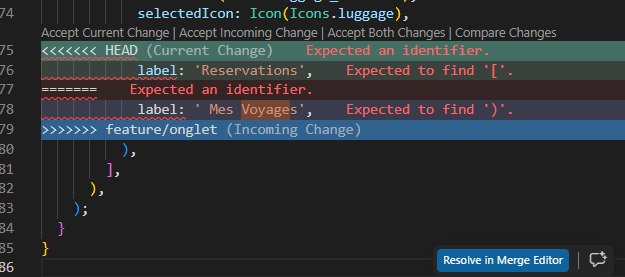 74 selectedIcon: Icon(Icons.luggage),
Accept Current Change | Accept Incoming Change | Accept Both Changes | Compare Changes
75 <<<<<<< HEAD (Current Change) Expected an identifier.
76 label: 'Reservations', Expected to find '['.
77 ======= Expected an identifier.
78 label: ' Mes Voyages', Expected to find ')'.
79 >>>>>>> feature/onglet (Incoming Change)
80 ),
81 ],
82 ),
83 );
84 }
85 }
86
Resolve in Merge Editor